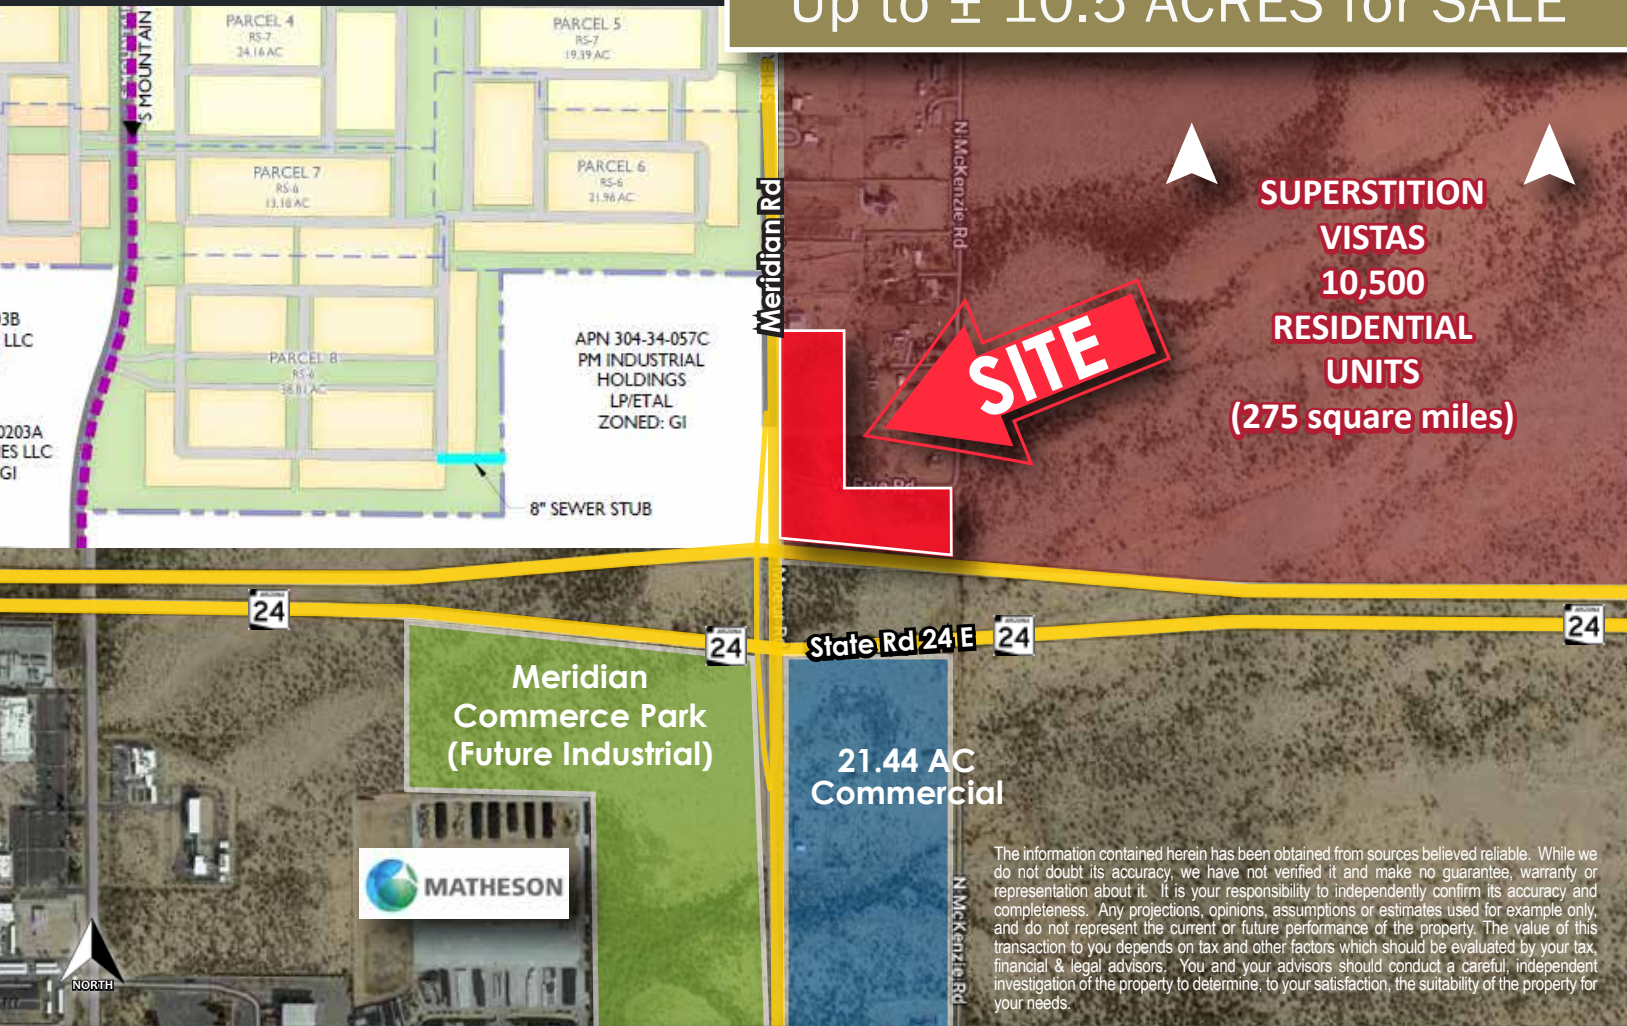 Up to ± 10.5 ACRES for SALE
PARCEL 4
RS-7
24.16 AC
PARCEL 5
RS-7
19.39 AC
S MOUNTAIN
S MOUNTAIN
PARCEL 7
RS-6
13.10 AC
PARCEL 6
RS-6
21.96 AC
Meridian Rd
N McKenzie Rd
SUPERSTITION
VISTAS
10,500
RESIDENTIAL
UNITS
(275 square miles)
SITE
03B
LLC
APN 304-34-057C
PM INDUSTRIAL
HOLDINGS
LP/ETAL
ZONED: GI
PARCEL 8
RS-6
38.81 AC
0203A
ES LLC
GI
8" SEWER STUB
W Frye Rd
24
24
State Rd 24 E
24
24
Meridian
Commerce Park
(Future Industrial)
21.44 AC
Commercial
MATHESON
N McKenzie Rd
NORTH
The information contained herein has been obtained from sources believed reliable. While we
do not doubt its accuracy, we have not verified it and make no guarantee, warranty or
representation about it. It is your responsibility to independently confirm its accuracy and
completeness. Any projections, opinions, assumptions or estimates used for example only,
and do not represent the current or future performance of the property. The value of this
transaction to you depends on tax and other factors which should be evaluated by your tax,
financial & legal advisors. You and your advisors should conduct a careful, independent
investigation of the property to determine, to your satisfaction, the suitability of the property for
your needs.